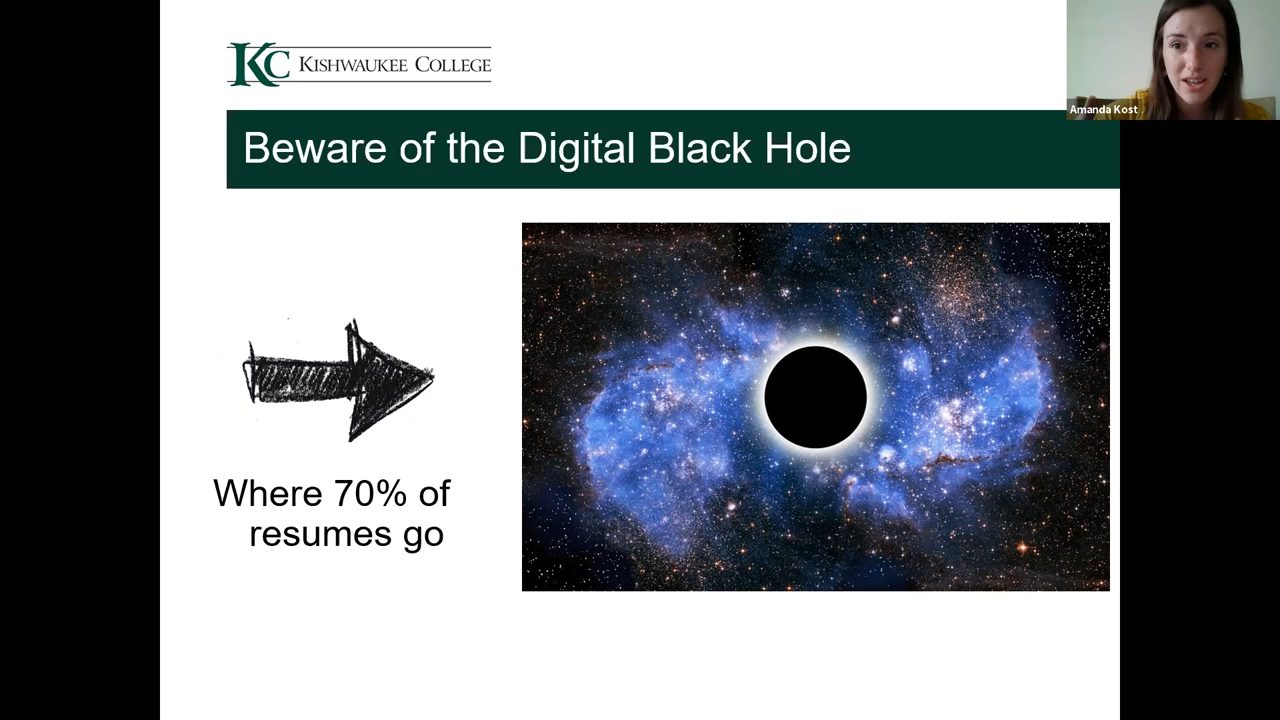 KC KISHWAUKEE COLLEGE
Amanda Kost
Beware of the Digital Black Hole
Where 70% of
resumes go